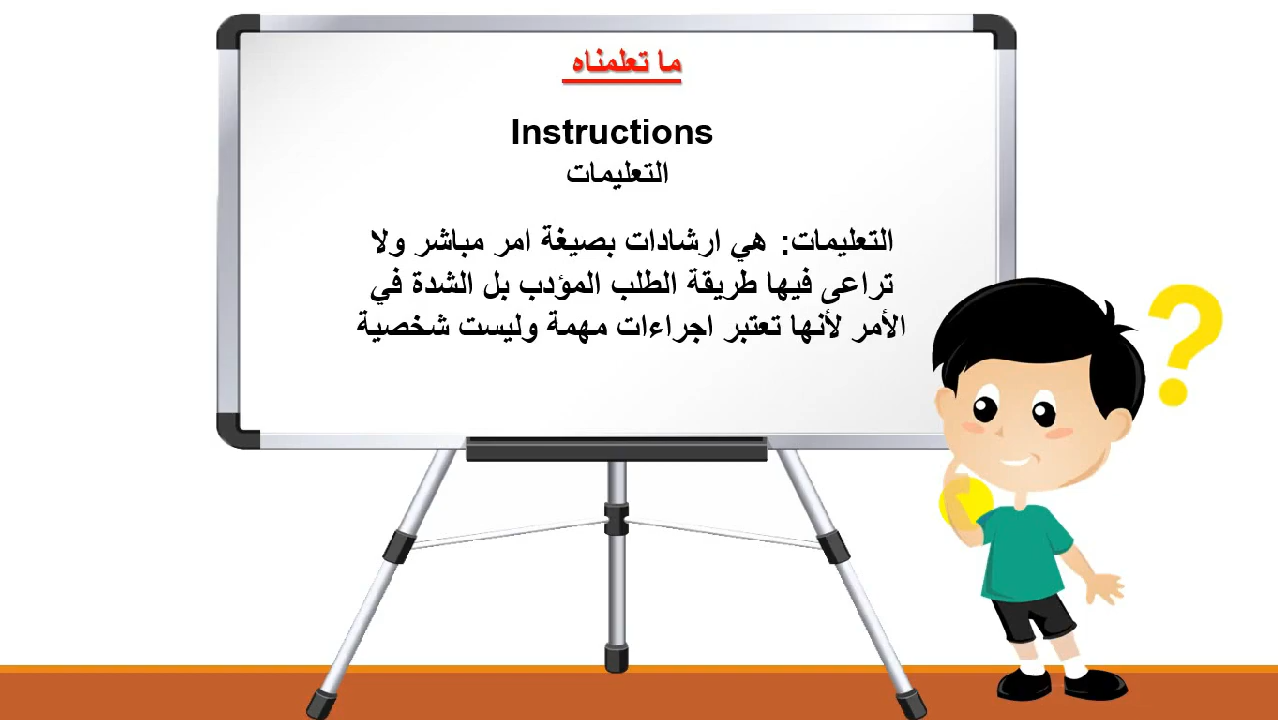 ما تعلمناه
Instructions
التعليمات
التعليمات: هي ارشادات بصيغة امر مباشر ولا
تراعى فيها طريقة الطلب المؤدب بل الشدة في
الأمر لأنها تعتبر اجراءات مهمة وليست شخصية
?